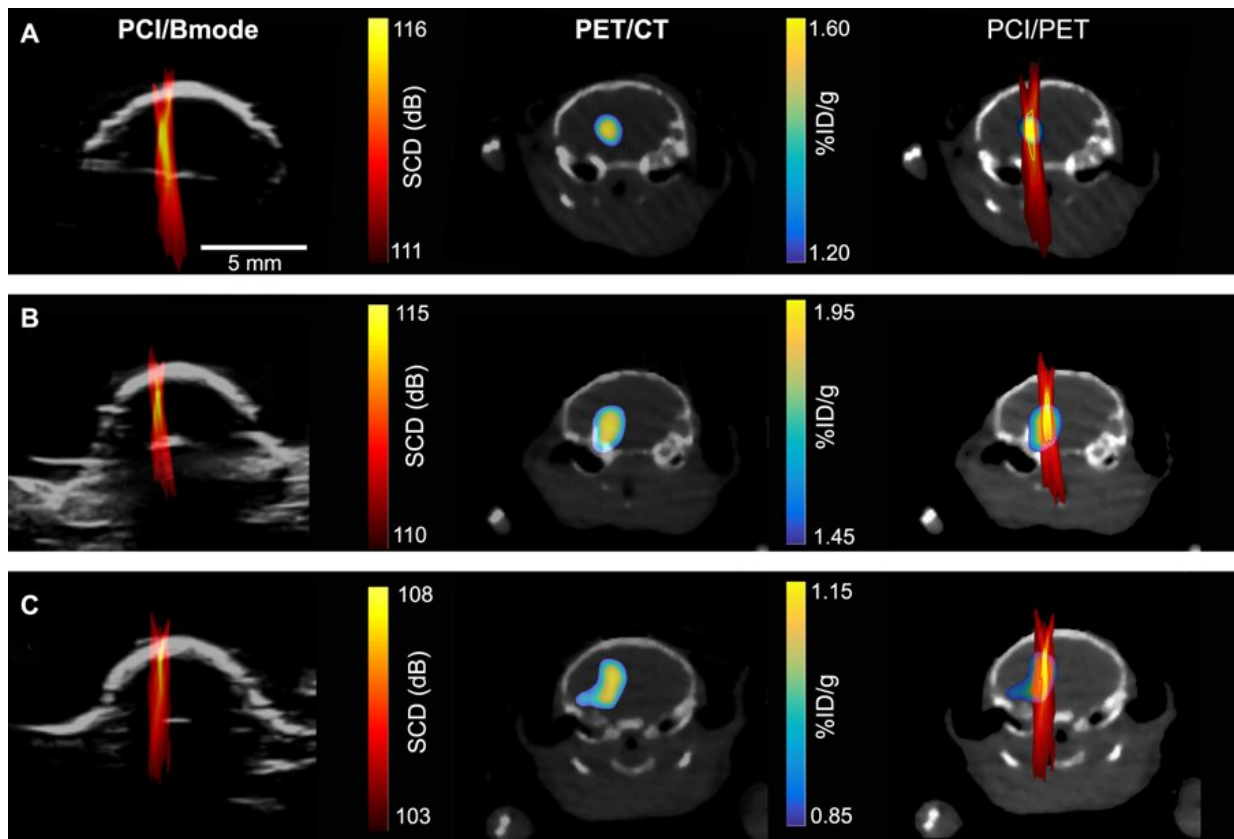 A
PCI/Bmode
116
SCD (dB)
111
5 mm
PET/CT
1.60
%ID/g
1.20
PCI/PET
B
115
SCD (dB)
110
1.95
%ID/g
1.45
C
108
SCD (dB)
103
1.15
%ID/g
0.85